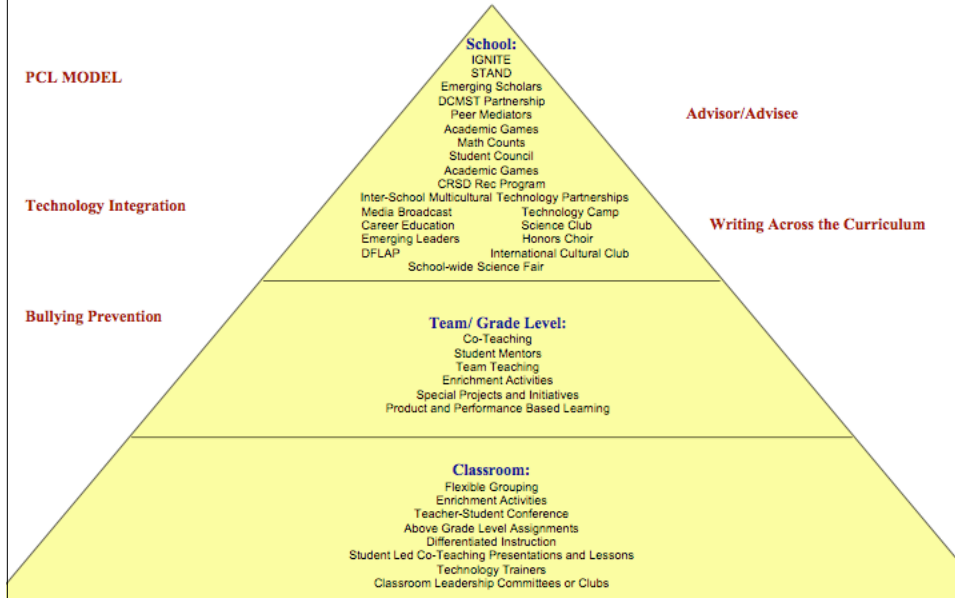 School:
IGNITE
PCL MODEL
STAND
Emerging Scholars
DCMST Partnership
Peer Mediators
Advisor/Advisee
Academic Games
Math Counts
Student Council
Academic Games
CRSD Rec Program
Inter-School Multicultural Technology Partnerships
Technology Integration
Media Broadcast Technology Camp
Career Education Science Club
Writing Across the Curriculum
Emerging Leaders Honors Choir
DFLAP International Cultural Club
School-wide Science Fair
Bullying Prevention
Team/ Grade Level:
Co-Teaching
Student Mentors
Team Teaching
Enrichment Activities
Special Projects and Initiatives
Product and Performance Based Learning
Classroom:
Flexible Grouping
Enrichment Activities
Teacher-Student Conference
Above Grade Level Assignments
Differentiated Instruction
Student Led Co-Teaching Presentations and Lessons
Technology Trainers
Classroom Leadership Committees or Clubs